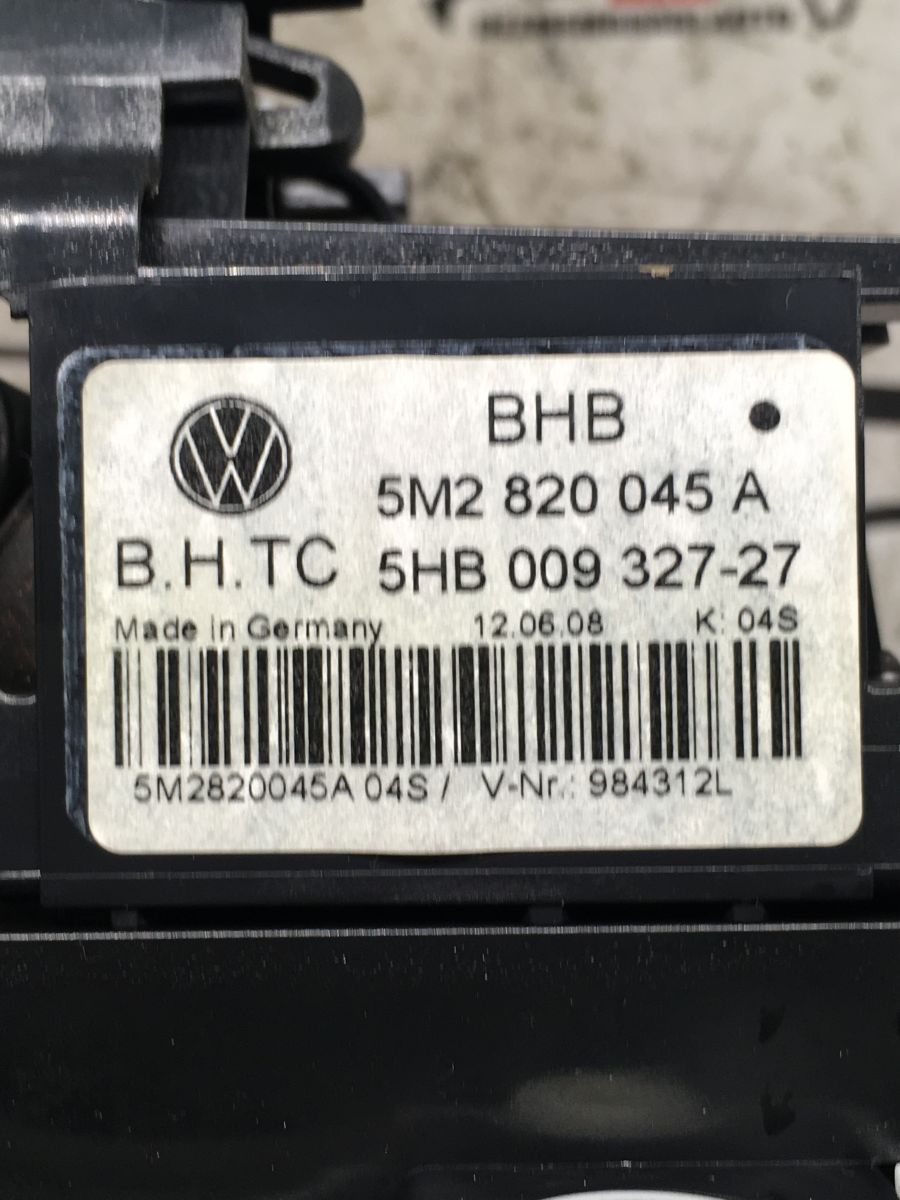 BHB
5M2 820 045 A
B.H.TC 5HB 009 327-27
Made in Germany 12.06.08 K: 04S
5M2820045A 04S / V-Nr.: 984312L